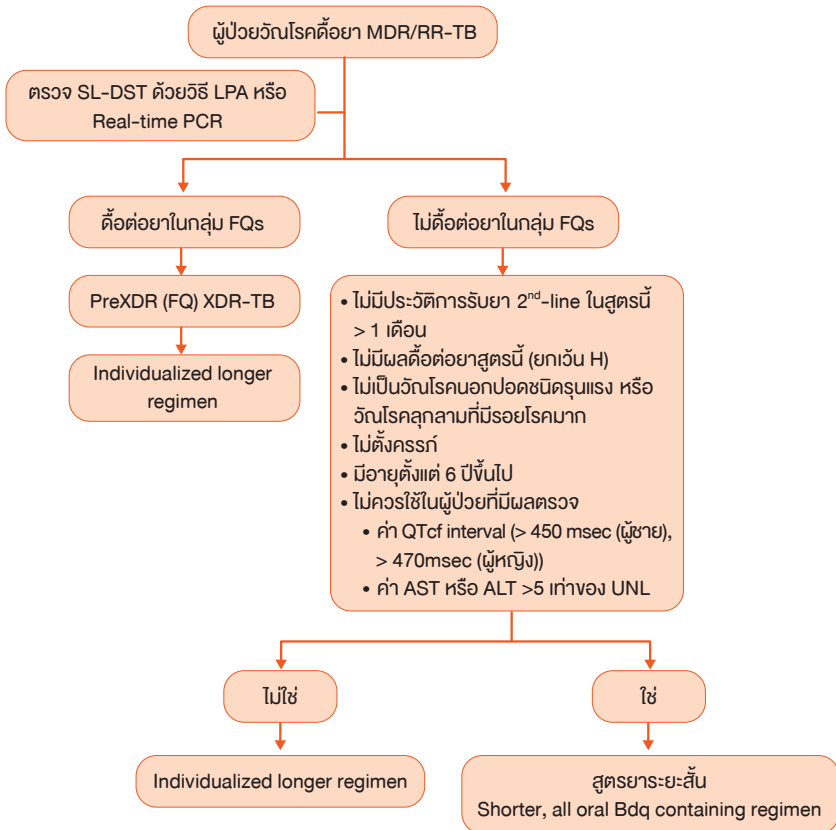 ผู้ป่วยวัณโรคดื้อยา MDR/RR-TB
ตรวจ SL-DST ด้วยวิธี LPA หรือ
Real-time PCR
ดื้อต่อยาในกลุ่ม FQs
ไม่ดื้อต่อยาในกลุ่ม FQs
PreXDR (FQ) XDR-TB
Individualized longer
regimen
• ไม่มีประวัติการรับยา 2nd-line ในสูตรนี้
> 1 เดือน
• ไม่มีผลดื้อต่อยาสูตรนี้ (ยกเว้น H)
• ไม่เป็นวัณโรคนอกปอดชนิดรุนแรง หรือ
วัณโรคลุกลามที่มีรอยโรคมาก
• ไม่ตั้งครรภ์
• มีอายุตั้งแต่ 6 ปีขึ้นไป
• ไม่ควรใช้ในผู้ป่วยที่มีผลตรวจ
• ค่า QTcf interval (> 450 msec (ผู้ชาย),
> 470msec (ผู้หญิง))
• ค่า AST หรือ ALT >5 เท่าของ UNL
ไม่ใช่
ใช่
Individualized longer regimen
สูตรยาระยะสั้น
Shorter, all oral Bdq containing regimen